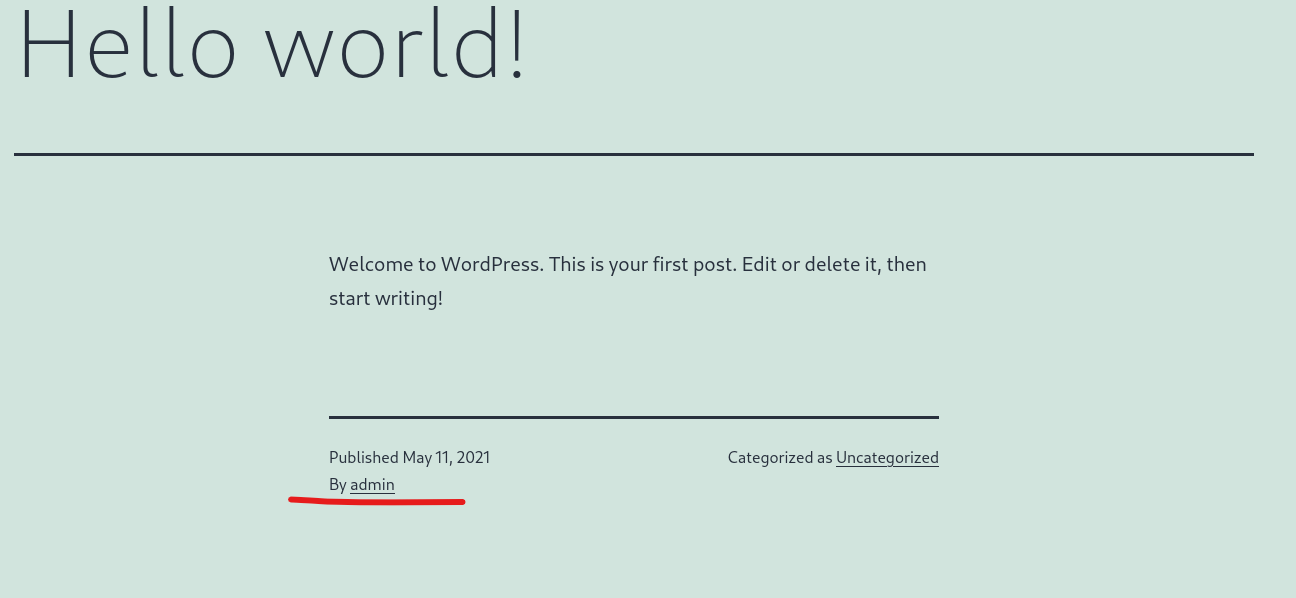 Hello world!
Welcome to WordPress. This is your first post. Edit or delete it, then
start writing!
Published May 11, 2021
Categorized as Uncategorized
By admin